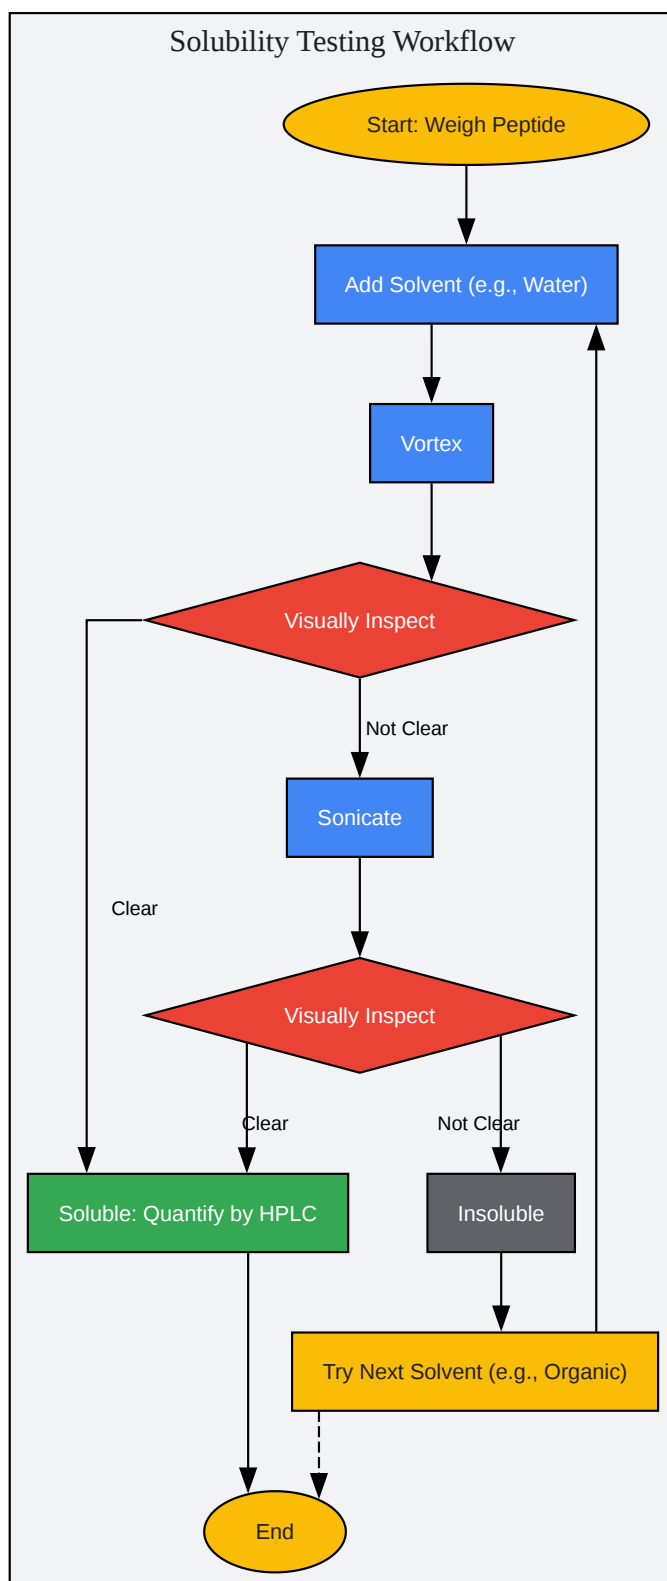 Solubility Testing Workflow
Start: Weigh Peptide
Add Solvent (e.g., Water)
Vortex
Visually Inspect
Not Clear
Sonicate
Clear
Visually Inspect
Clear
Not Clear
Soluble: Quantify by HPLC
Insoluble
Try Next Solvent (e.g., Organic)
End